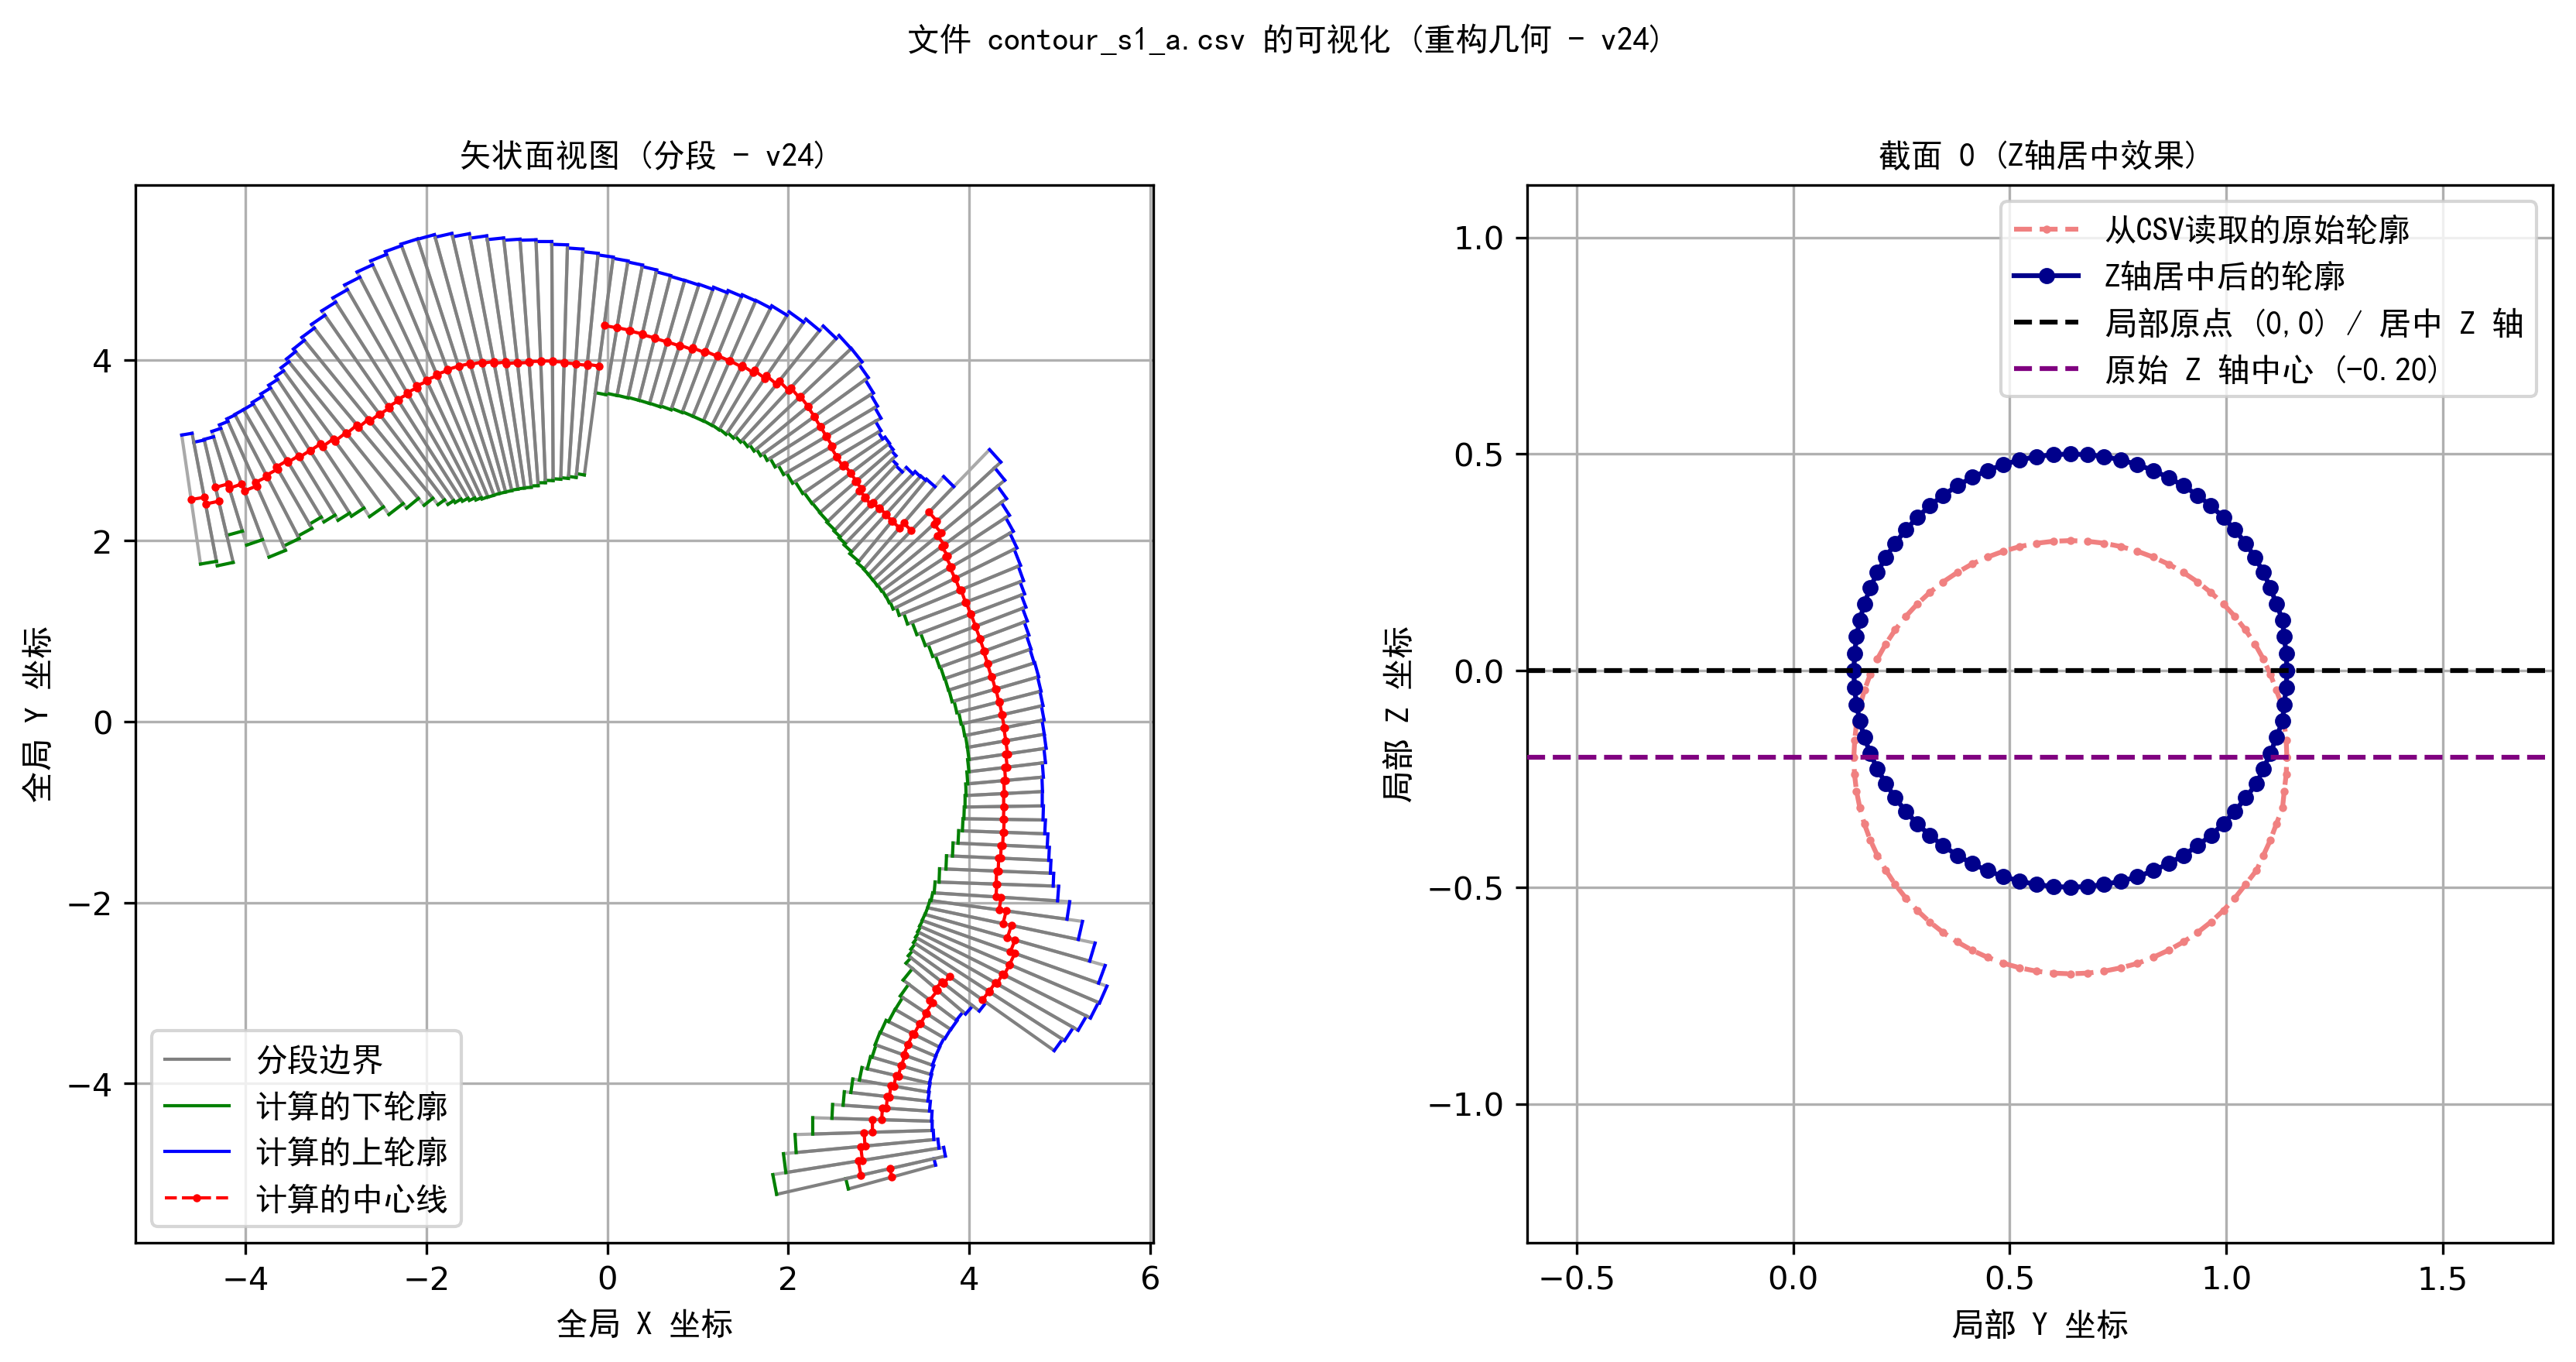 文件 contour_s1_a.csv 的可视化 (重构几何 - v24)
矢状面视图 (分段 - v24)
全局 Y 坐标
4
2
0
−2
−4
−4
−2
0
2
4
6
全局 X 坐标
分段边界
计算的下轮廓
计算的上轮廓
计算的中心线
截面 0 (Z轴居中效果)
局部 Z 坐标
1.0
0.5
0.0
−0.5
−1.0
−0.5
0.0
0.5
1.0
1.5
局部 Y 坐标
从CSV读取的原始轮廓
Z轴居中后的轮廓
局部原点 (0,0) / 居中 Z 轴
原始 Z 轴中心 (-0.20)